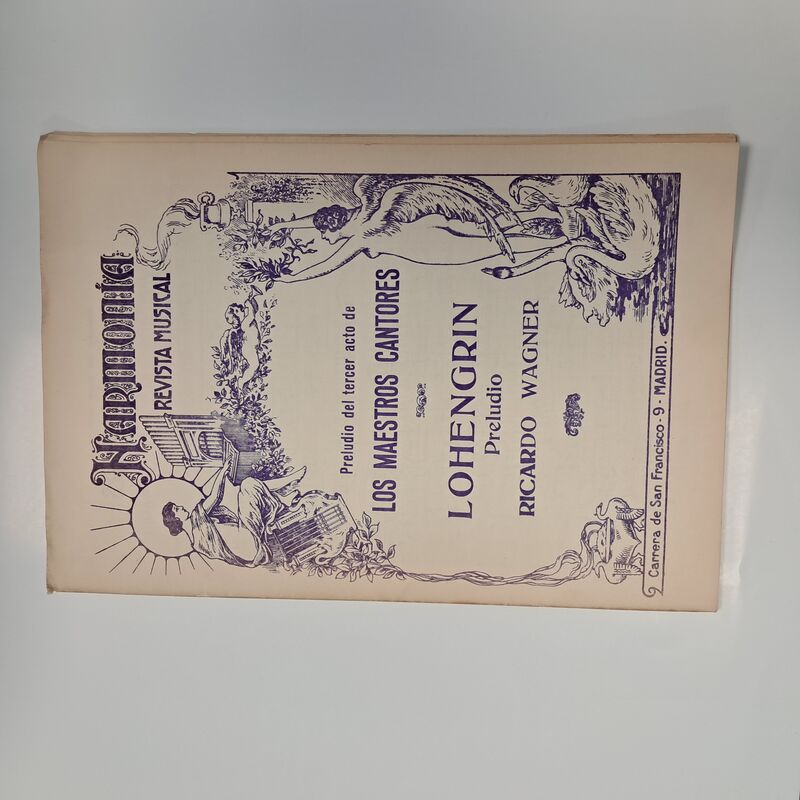 Harmonía
REVISTA MUSICAL
Preludio del tercer acto de
LOS MAESTROS CANTORES
LOHENGRIN
Preludio
RICARDO WAGNER
Carrera de San Francisco - 9 - MADRID.